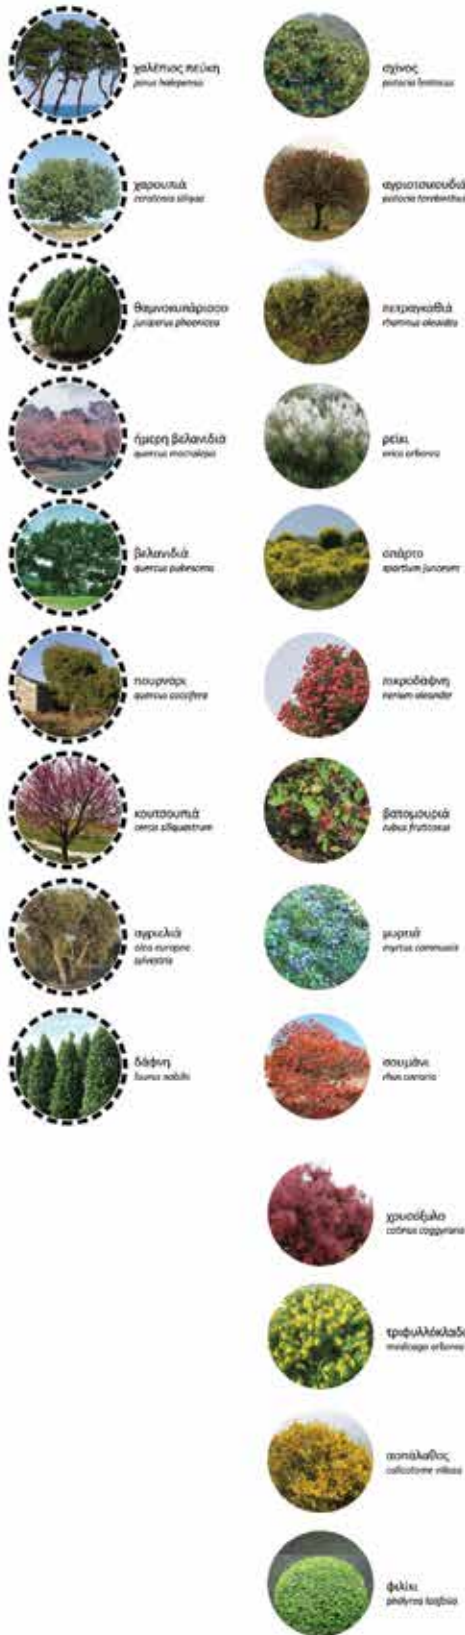 χαλέπιος πεύκη
pinus halepensis
χαρουπιά
ceratonia siliqua
θαμνοκυπάρισσο
juniperus phoenicea
ήμερη βελανιδιά
quercus macrolepis
βελανιδιά
quercus pubescens
πουρνάρι
quercus coccifera
κουτσουπιά
cercis siliquastrum
αγριελιά
olea europea
sylvestris
δάφνη
laurus nobilis
σχίνος
pistacia lentiscus
αγριοτσικουδιά
pistacia terebinthus
πετραγκαθιά
rhamnus oleoides
ρείκι
erica arborea
σπάρτο
spartium junceum
πικροδάφνη
nerium oleander
βατομουριά
rubus fruticosus
μυρτιά
myrtus communis
σουμάκι
rhus coriaria
χρυσόξυλο
cotinus coggygria
τριφυλλόκλαδο
medicago arborea
ασπάλαθος
calicotome villosa
φιλίκι
phillyrea latifolia